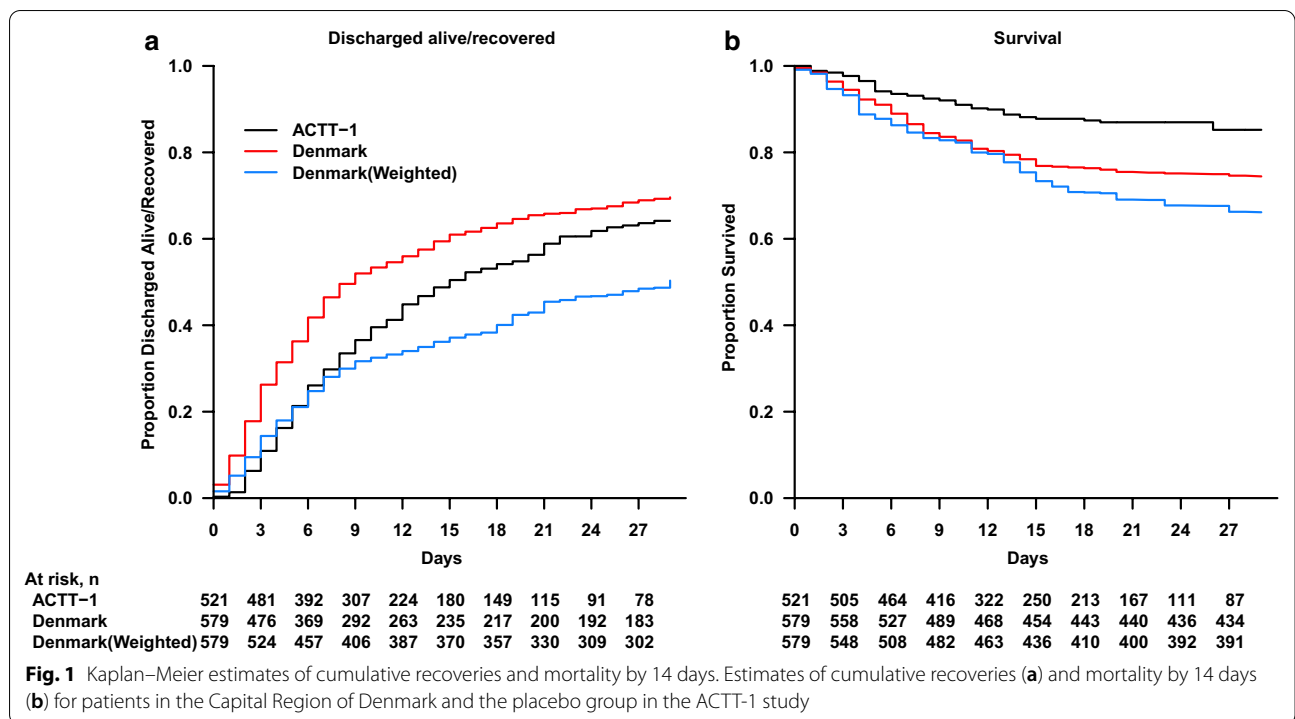 a Discharged alive/recovered
1.0
0.8
0.6
0.4
0.2
0.0
Proportion Discharged Alive/Recovered
ACTT−1
Denmark
Denmark(Weighted)
0 3 6 9 12 15 18 21 24 27
Days
b Survival
1.0
0.8
0.6
0.4
0.2
0.0
Proportion Survived
0 3 6 9 12 15 18 21 24 27
Days
At risk, n
ACTT−1 521 481 392 307 224 180 149 115 91 78 521 505 464 416 322 250 213 167 111 87
Denmark 579 476 369 292 263 235 217 200 192 183 579 558 527 489 468 454 443 440 436 434
Denmark(Weighted) 579 524 457 406 387 370 357 330 309 302 579 548 508 482 463 436 410 400 392 391
Fig. 1 Kaplan–Meier estimates of cumulative recoveries and mortality by 14 days. Estimates of cumulative recoveries (a) and mortality by 14 days
(b) for patients in the Capital Region of Denmark and the placebo group in the ACTT-1 study